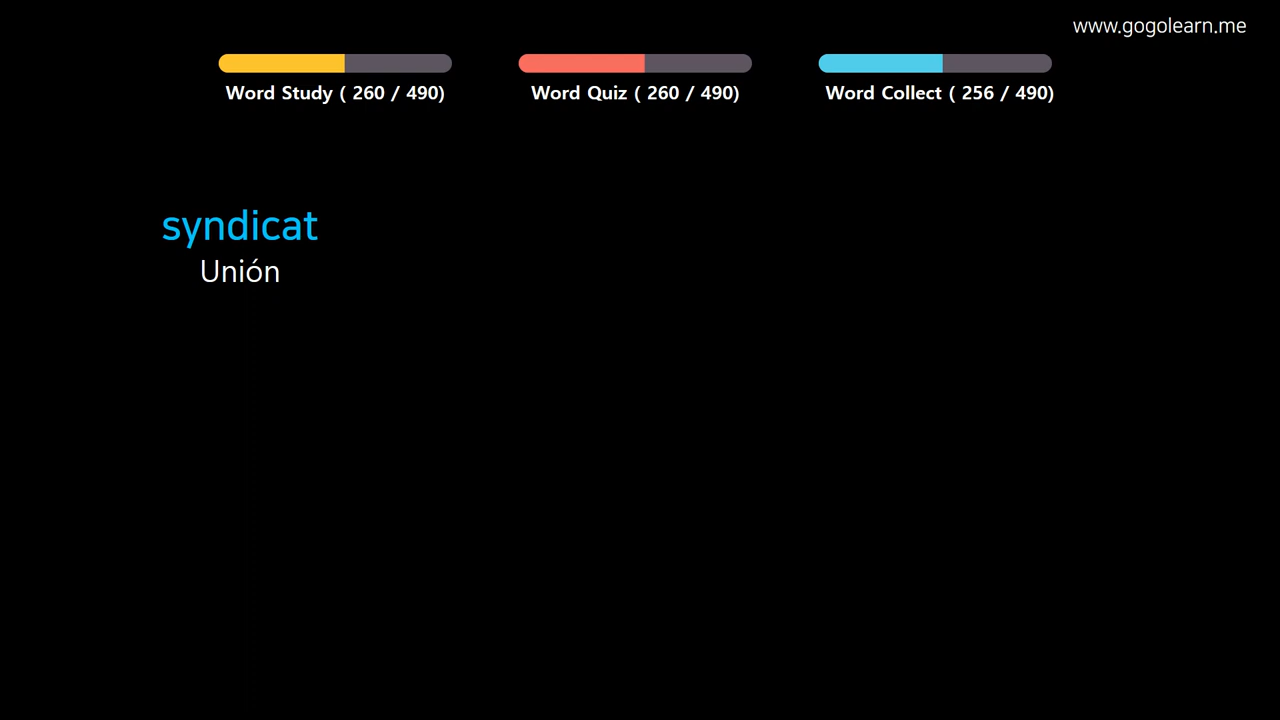 www.gogolearn.me
Word Study ( 260 / 490)
Word Quiz ( 260 / 490)
Word Collect ( 256 / 490)
syndicat
Unión